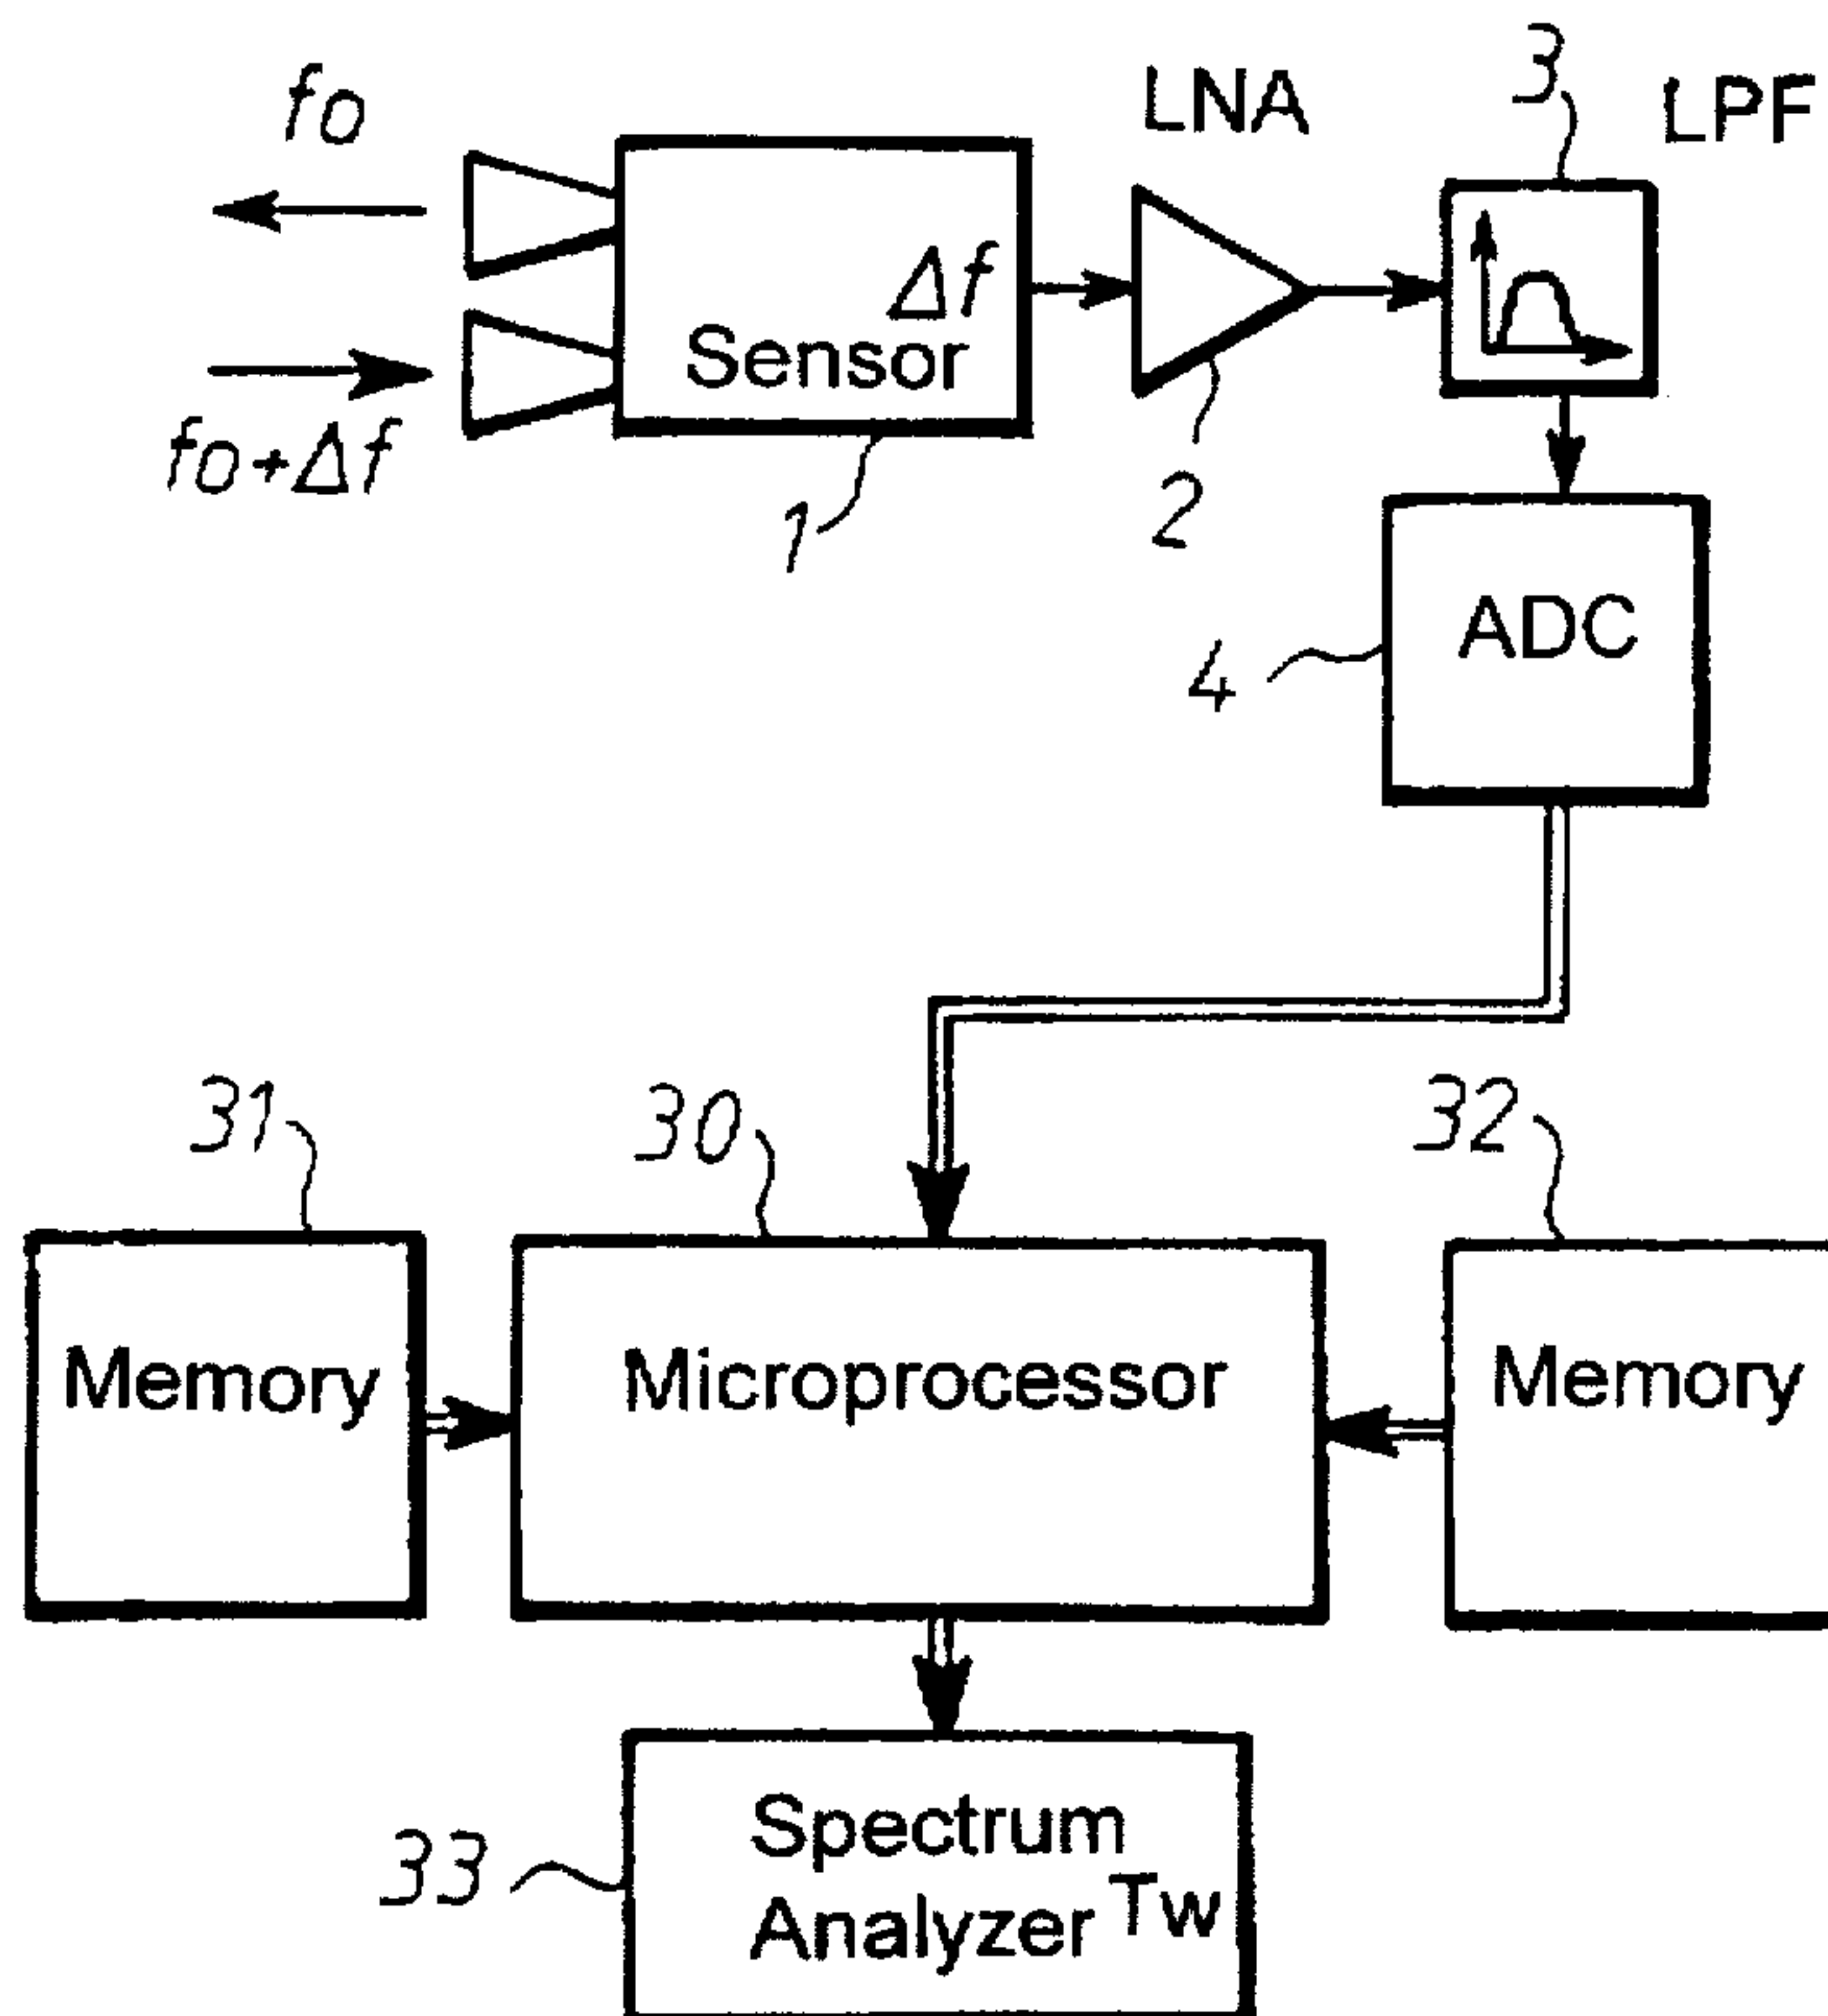 fo
LNA
3
LPF
Δf
Sensor
fo+Δf
1
2
ADC
4
31
30
32
Memory
Microprocessor
Memory
Spectrum
Analyzer Tw
33